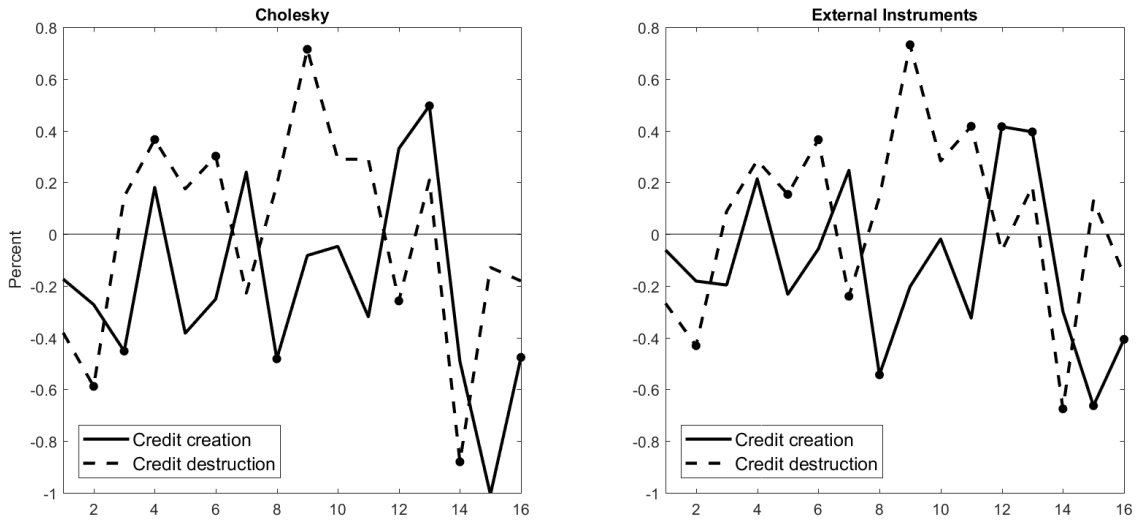 Cholesky
Percent
0.8
0.6
0.4
0.2
0
-0.2
-0.4
-0.6
-0.8
-1
2 4 6 8 10 12 14 16
Credit creation
Credit destruction
External Instruments
0.8
0.6
0.4
0.2
0
-0.2
-0.4
-0.6
-0.8
-1
2 4 6 8 10 12 14 16
Credit creation
Credit destruction